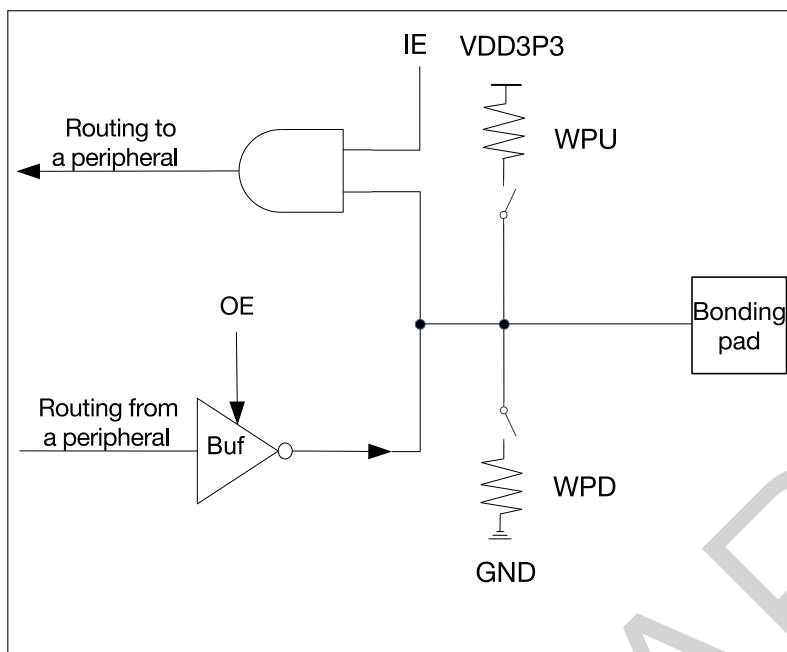 IE
VDD3P3
Routing to
a peripheral
WPU
OE
Bonding
pad
Routing from
a peripheral
Buf
WPD
GND